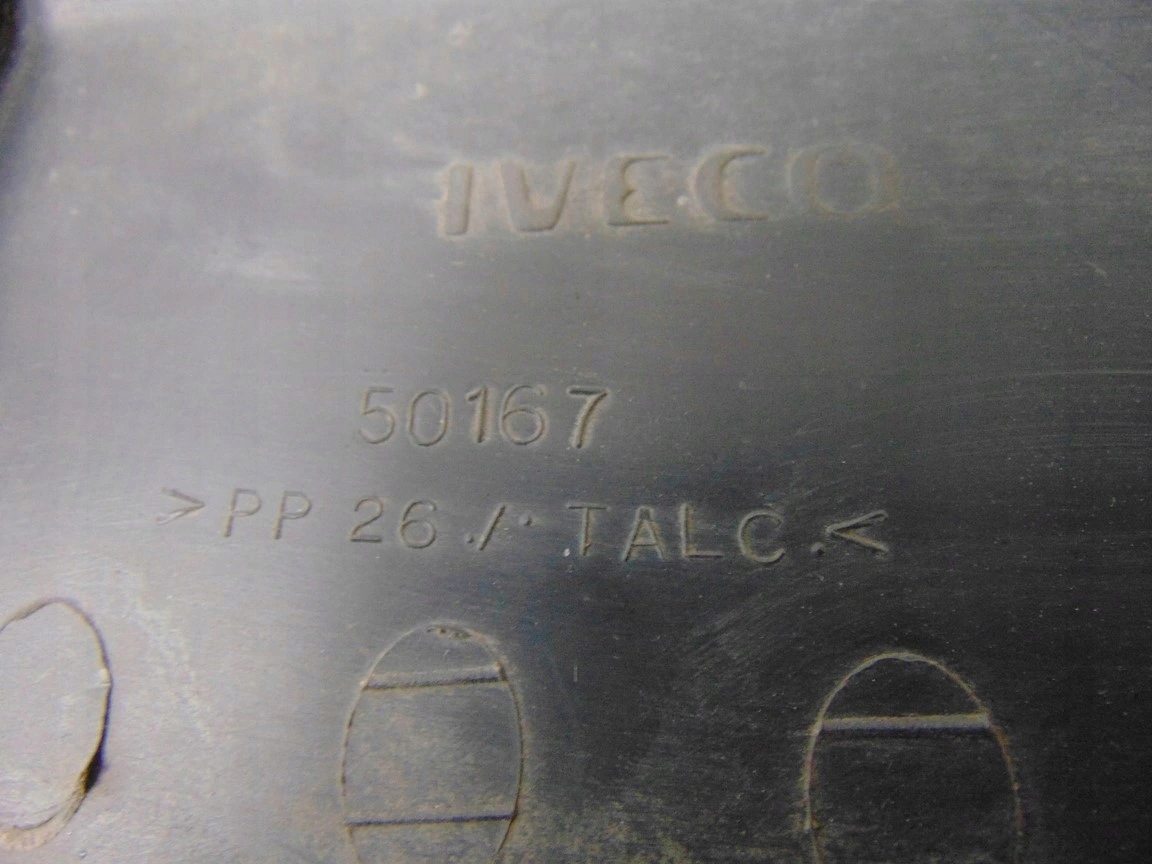 IVECO
50167
>PP 26 ./. TALC.<